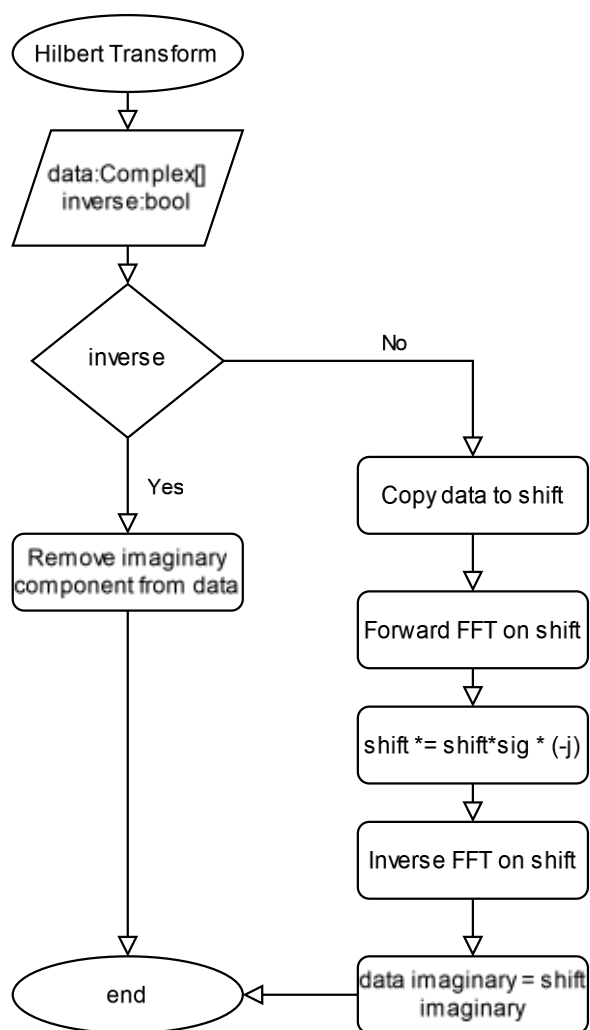 Hilbert Transform
data:Complex[]
inverse:bool
inverse
No
Yes
Copy data to shift
Remove imaginary
component from data
Forward FFT on shift
shift *= shift*sig * (-j)
Inverse FFT on shift
data imaginary = shift
imaginary
end